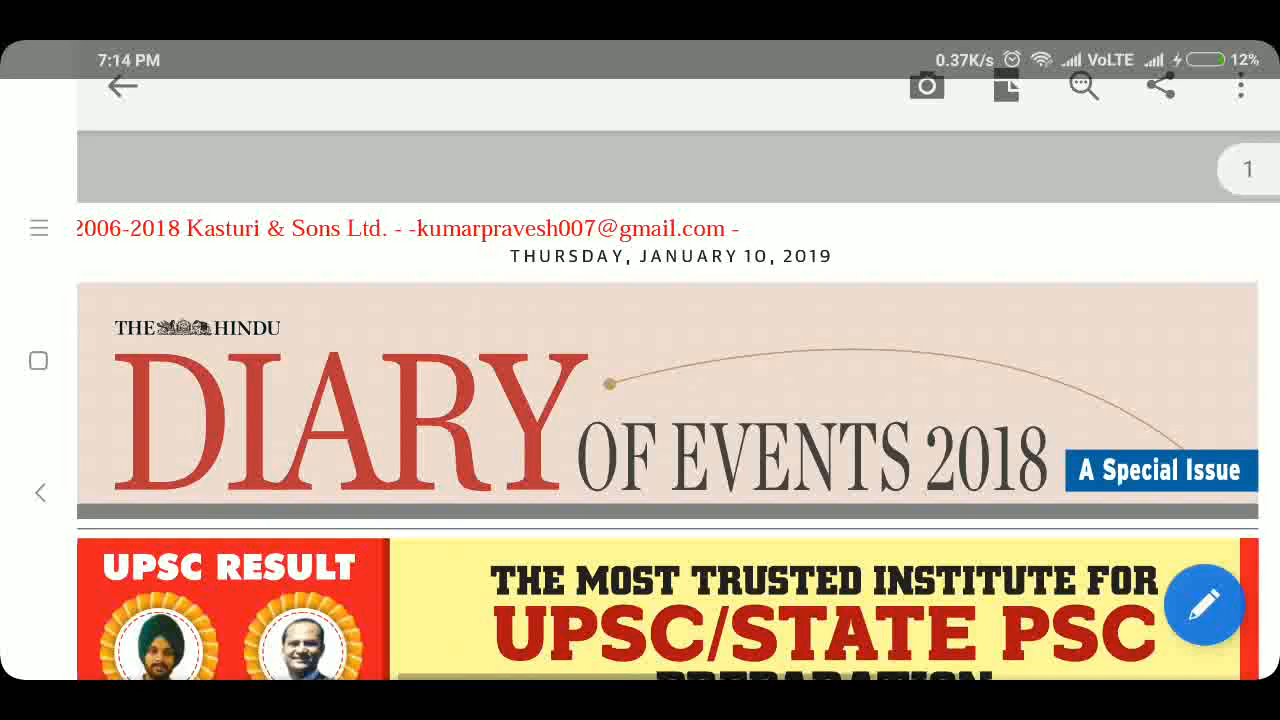 7:14 PM 0.37K/s VoLTE 12%
1
2006-2018 Kasturi & Sons Ltd. - -kumarpravesh007@gmail.com -
THURSDAY, JANUARY 10, 2019
THE HINDU
DIARY OF EVENTS 2018
A Special Issue
UPSC RESULT
THE MOST TRUSTED INSTITUTE FOR
UPSC/STATE PSC
PREPARATION